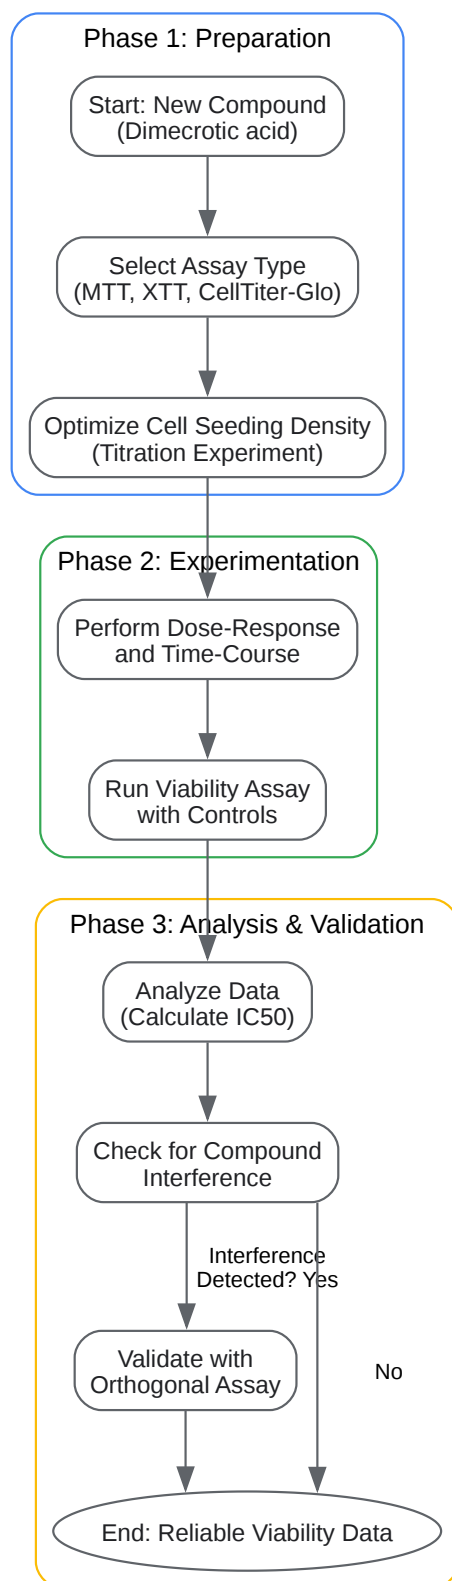 Phase 1: Preparation
Start: New Compound
(Dimecrotic acid)
Select Assay Type
(MTT, XTT, CellTiter-Glo)
Optimize Cell Seeding Density
(Titration Experiment)
Phase 2: Experimentation
Perform Dose-Response
and Time-Course
Run Viability Assay
with Controls
Phase 3: Analysis & Validation
Analyze Data
(Calculate IC50)
Check for Compound
Interference
Interference
Detected? Yes
Validate with
Orthogonal Assay
No
End: Reliable Viability Data